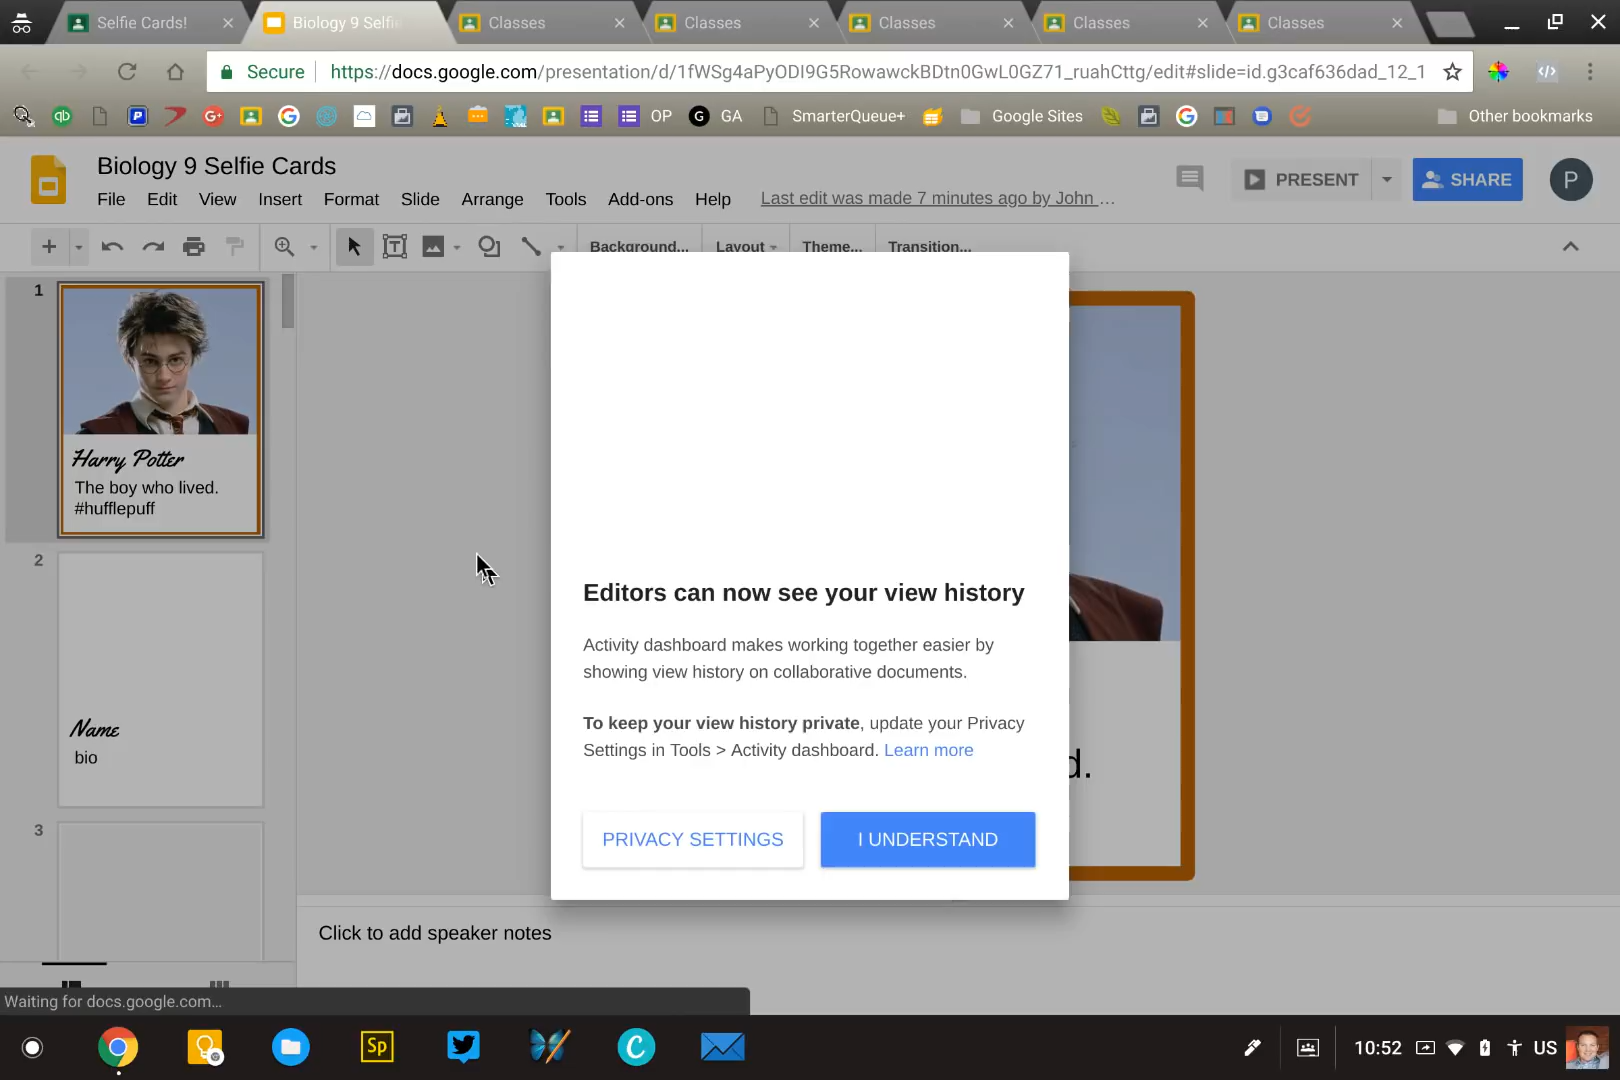 Selfie Cards!
Biology 9 Selfie
Classes
Classes
Classes
Classes
Classes
Secure
https://docs.google.com/presentation/d/1fWSg4aPyODI9G5RowawckBDtn0GwL0GZ71_ruahCttg/edit#slide=id.g3caf636dad_12_1
OP
GA
SmarterQueue+
Google Sites
Other bookmarks
Biology 9 Selfie Cards
File Edit View Insert Format Slide Arrange Tools Add-ons Help
Last edit was made 7 minutes ago by John ...
PRESENT
SHARE
P
Background...
Layout
Theme...
Transition...
1
Harry Potter
The boy who lived.
#hufflepuff
2
Name
bio
3
Editors can now see your view history
Activity dashboard makes working together easier by
showing view history on collaborative documents.
To keep your view history private, update your Privacy
Settings in Tools > Activity dashboard. Learn more
PRIVACY SETTINGS
I UNDERSTAND
d.
Click to add speaker notes
Waiting for docs.google.com...
Sp
10:52
US